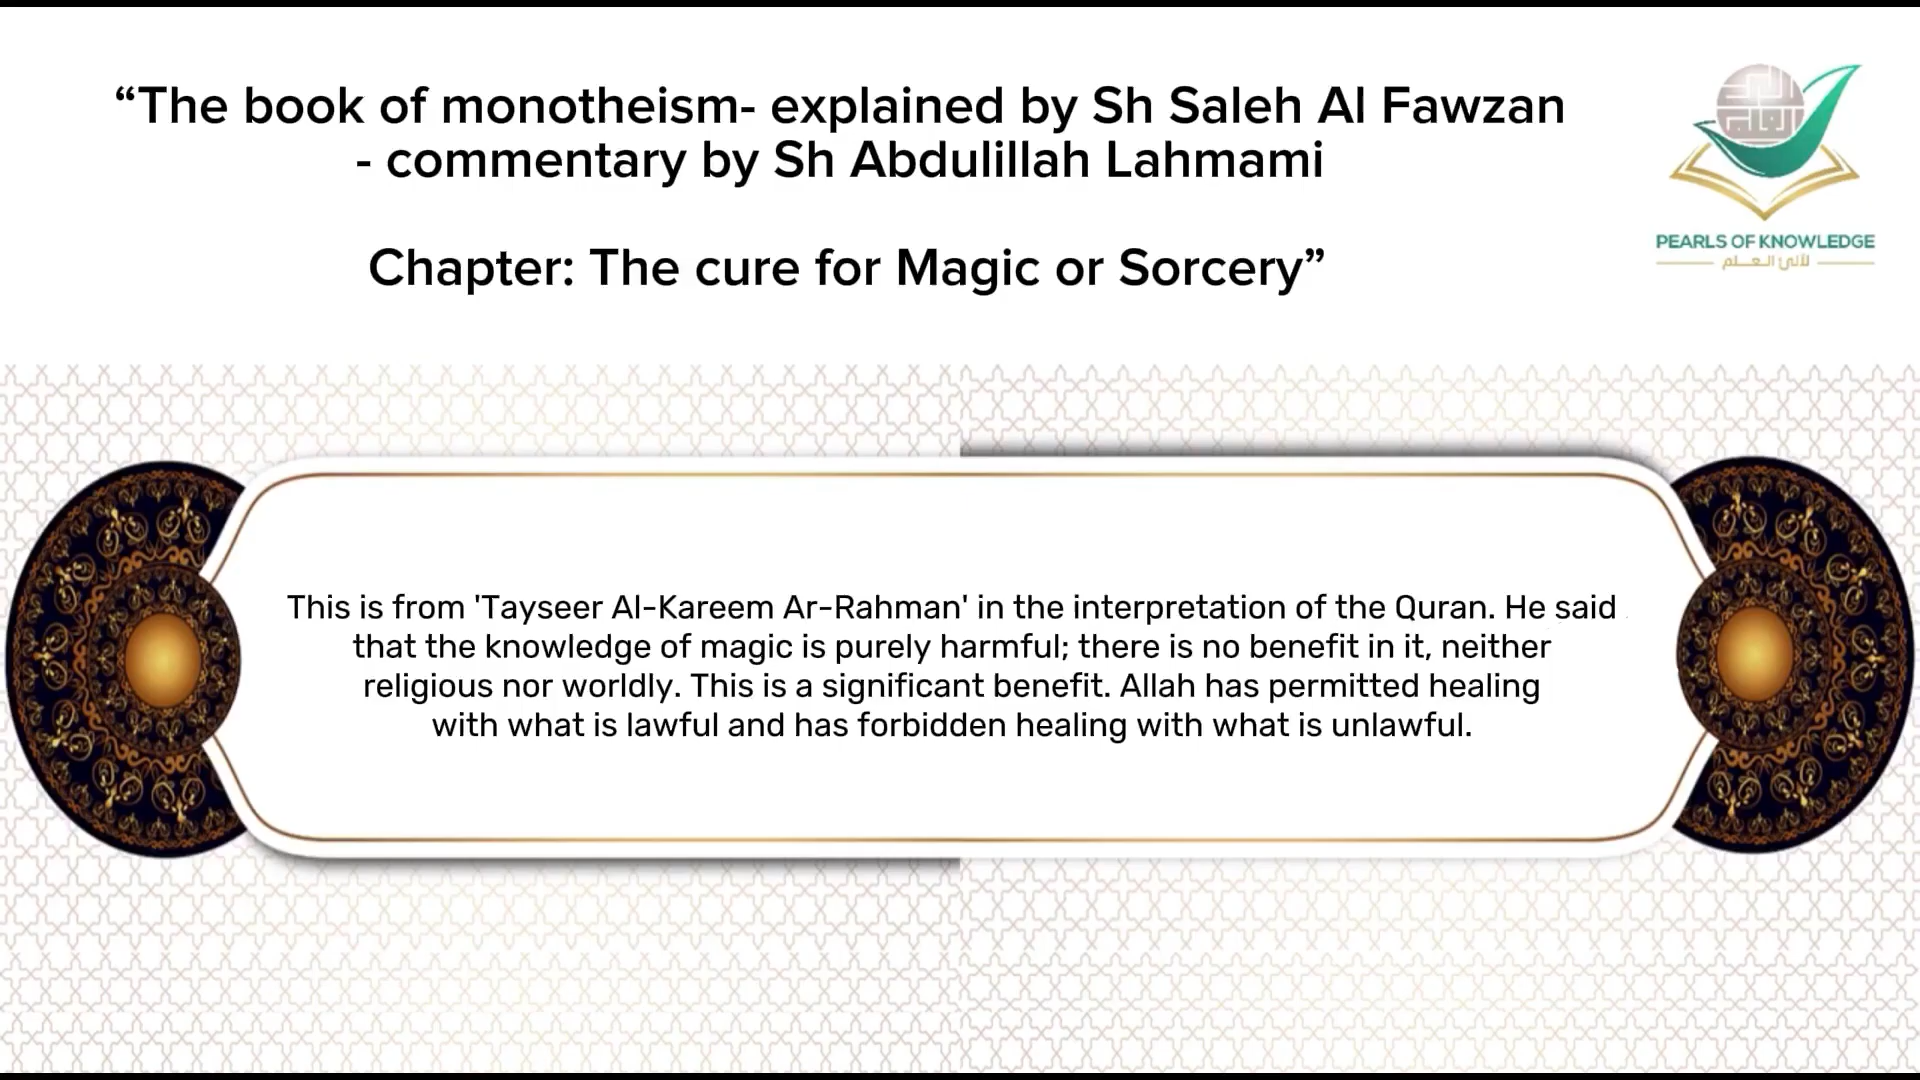 “The book of monotheism- explained by Sh Saleh Al Fawzan
- commentary by Sh Abdulillah Lahmami
Chapter: The cure for Magic or Sorcery”
PEARLS OF KNOWLEDGE
لآلئ العلم
This is from 'Tayseer Al-Kareem Ar-Rahman' in the interpretation of the Quran. He said
that the knowledge of magic is purely harmful; there is no benefit in it, neither
religious nor worldly. This is a significant benefit. Allah has permitted healing
with what is lawful and has forbidden healing with what is unlawful.